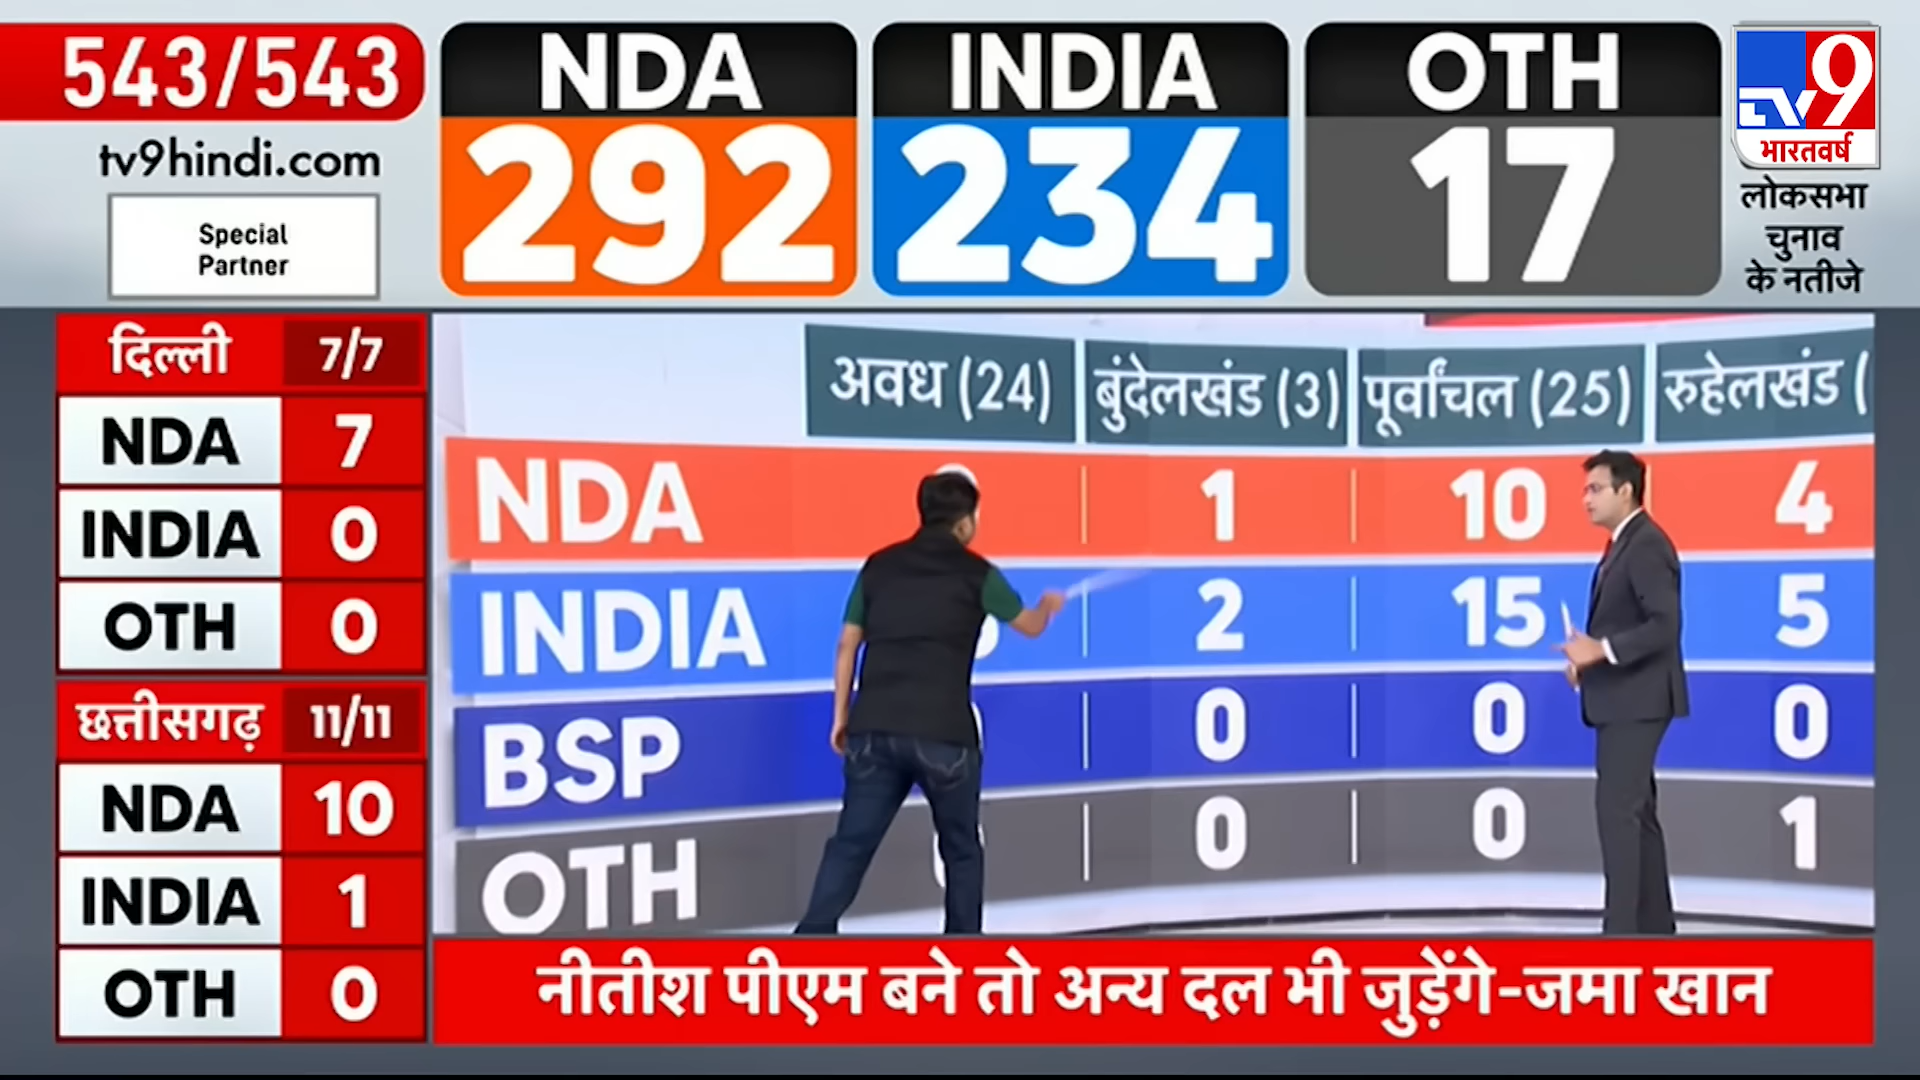 543/543
tv9hindi.com
Special
Partner
NDA
292
INDIA
234
OTH
17
TV9
भारतवर्ष
लोकसभा
चुनाव
के नतीजे
दिल्ली 7/7
NDA 7
INDIA 0
OTH 0
छत्तीसगढ़ 11/11
NDA 10
INDIA 1
OTH 0
अवध (24) बुंदेलखंड (3) पूर्वांचल (25) रुहेलखंड (
NDA 1 10 4
INDIA 2 15 5
BSP 0 0 0
OTH 0 0 1
नीतीश पीएम बने तो अन्य दल भी जुड़ेंगे-जमा खान